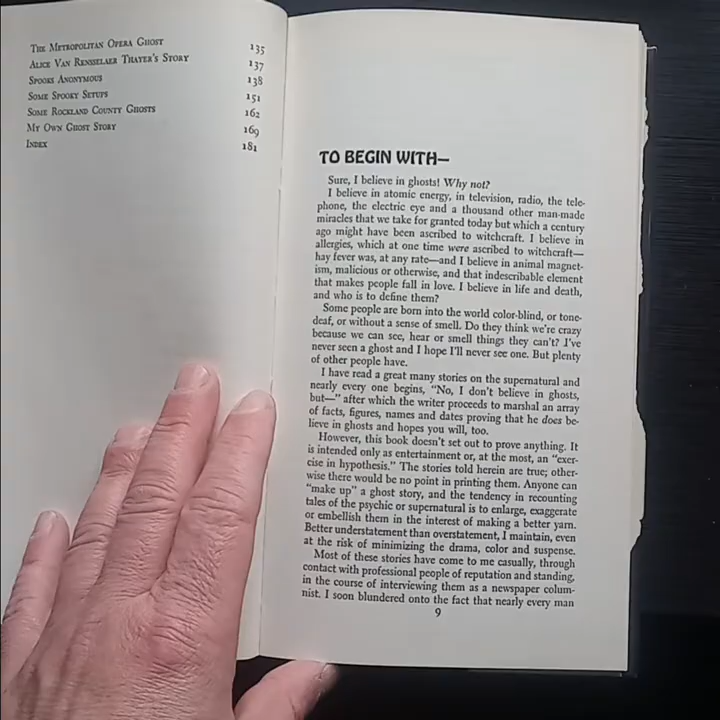 The Metropolitan Opera Ghost 135
Alice Van Rensselaer Thayer's Story 137
Spooks Anonymous 138
Some Spooky Setups 151
Some Rockland County Ghosts 162
My Own Ghost Story 169
Index 181
TO BEGIN WITH—
Sure, I believe in ghosts! Why not?
I believe in atomic energy, in television, radio, the tele-
phone, the electric eye and a thousand other man-made
miracles that we take for granted today but which a century
ago might have been ascribed to witchcraft. I believe in
allergies, which at one time were ascribed to witchcraft—
hay fever was, at any rate—and I believe in animal magnet-
ism, malicious or otherwise, and that indescribable element
that makes people fall in love. I believe in life and death,
and who is to define them?
Some people are born into the world color-blind, or tone-
deaf, or without a sense of smell. Do they think we're crazy
because we can see, hear or smell things they can't? I've
never seen a ghost and I hope I'll never see one. But plenty
of other people have.
I have read a great many stories on the supernatural and
nearly every one begins, "No, I don't believe in ghosts,
but—" after which the writer proceeds to marshal an array
of facts, figures, names and dates proving that he does be-
lieve in ghosts and hopes you will, too.
However, this book doesn't set out to prove anything. It
is intended only as entertainment or, at the most, an "exer-
cise in hypothesis." The stories told herein are true; other-
wise there would be no point in printing them. Anyone can
"make up" a ghost story, and the tendency in recounting
tales of the psychic or supernatural is to enlarge, exaggerate
or embellish them in the interest of making a better yarn.
Better understatement than overstatement, I maintain, even
at the risk of minimizing the drama, color and suspense.
Most of these stories have come to me casually, through
contact with professional people of reputation and standing,
in the course of interviewing them as a newspaper colum-
nist. I soon blundered onto the fact that nearly every man
9